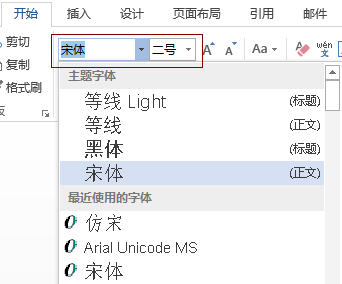 开始 插入 设计 页面布局 引用 邮件
剪切
复制
格式刷
宋体 二号 A A Aa wén
主题字体
等线 Light (标题)
等线 (正文)
黑体 (标题)
宋体 (正文)
最近使用的字体
仿宋
Arial Unicode MS
宋体